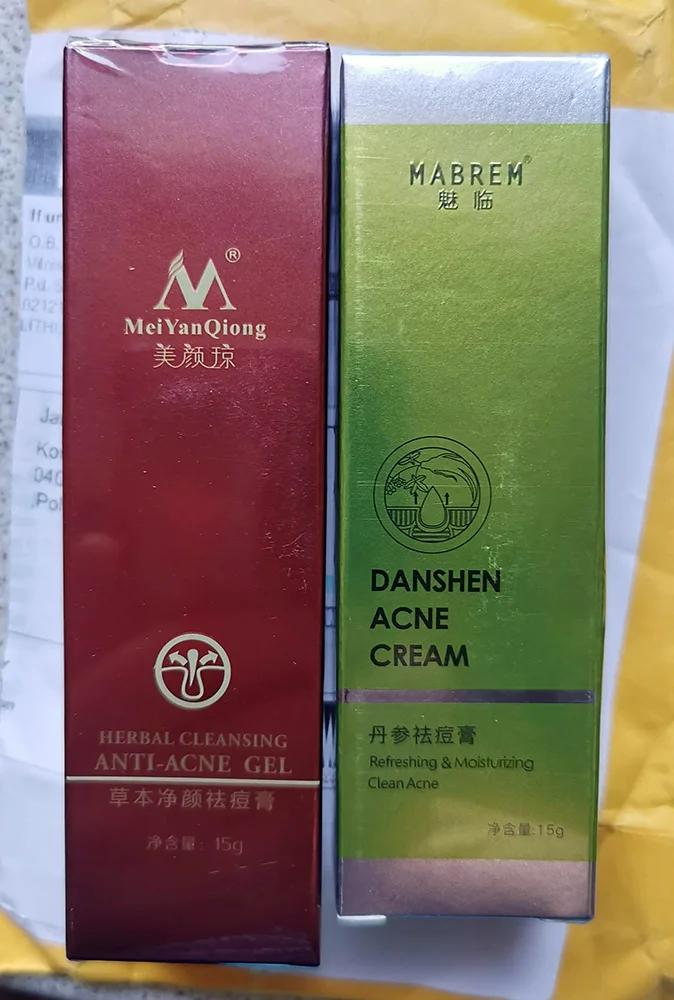 MeiYanQiong
®
美颜琼
HERBAL CLEANSING
ANTI-ACNE GEL
草本净颜祛痘膏
净含量: 15g
MABREM®
魅临
DANSHEN
ACNE
CREAM
丹参祛痘膏
Refreshing & Moisturizing
Clean Acne
净含量:15g
O.B.